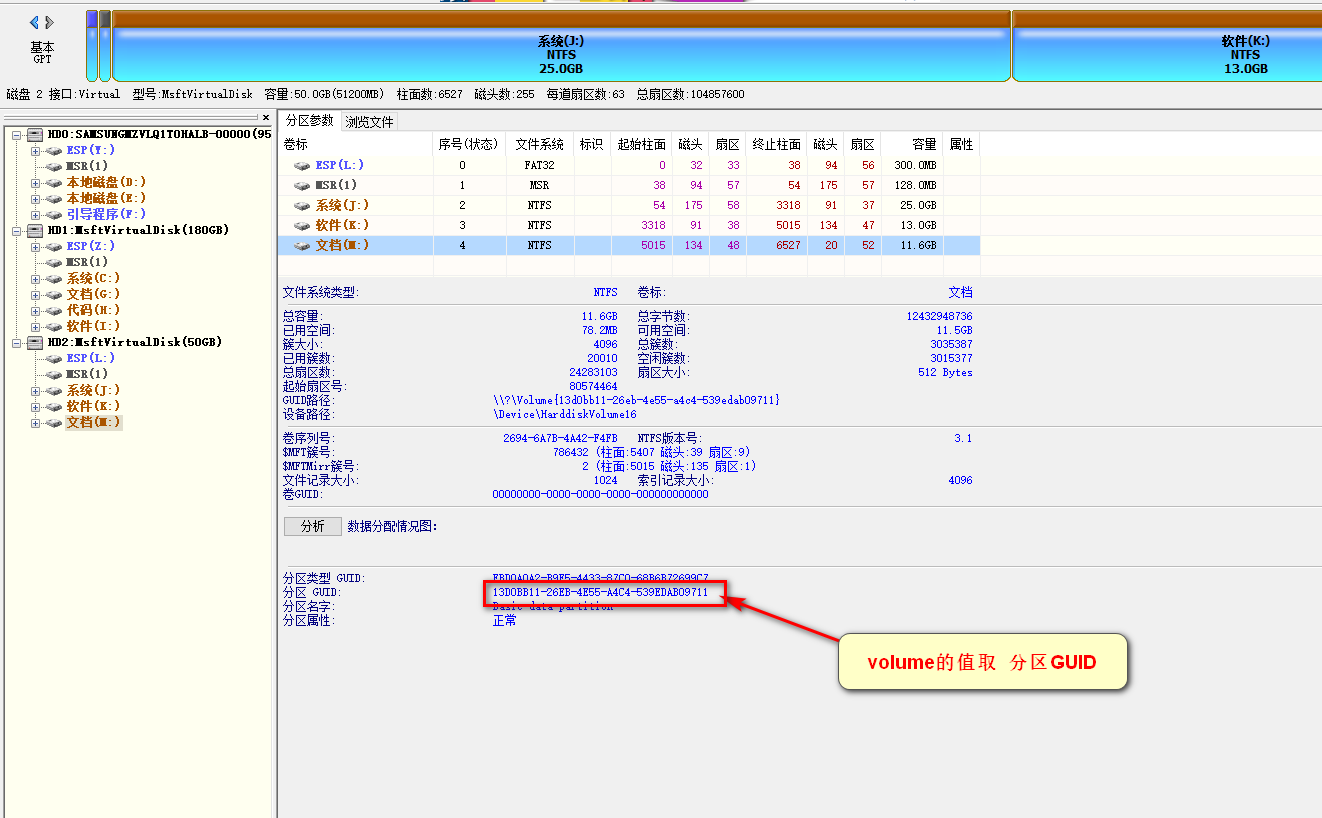 基本
GPT
系统(J:)
NTFS
25.0GB
软件(K:)
NTFS
13.0GB
磁盘 2 接口:Virtual 型号:MsftVirtualDisk 容量:50.0GB(51200MB) 柱面数:6527 磁头数:255 每道扇区数:63 总扇区数:104857600
HD0:SAMSUNGMZVLQ1T0HALB-00000(95
ESP(Y:)
MSR(1)
本地磁盘(D:)
本地磁盘(E:)
引导程序(F:)
HD1:MsftVirtualDisk(180GB)
ESP(Z:)
MSR(1)
系统(C:)
文档(G:)
代码(H:)
软件(I:)
HD2:MsftVirtualDisk(50GB)
ESP(L:)
MSR(1)
系统(J:)
软件(K:)
文档(M:)
分区参数 浏览文件
卷标 序号(状态) 文件系统 标识 起始柱面 磁头 扇区 终止柱面 磁头 扇区 容量 属性
ESP(L:) 0 FAT32 0 32 33 38 94 56 300.0MB
MSR(1) 1 MSR 38 94 57 54 175 57 128.0MB
系统(J:) 2 NTFS 54 175 58 3318 91 37 25.0GB
软件(K:) 3 NTFS 3318 91 38 5015 134 47 13.0GB
文档(M:) 4 NTFS 5015 134 48 6527 20 52 11.6GB
文件系统类型: NTFS 卷标: 文档
总容量: 11.6GB 总字节数: 12432948736
已用空间: 78.2MB 可用空间: 11.5GB
簇大小: 4096 总簇数: 3035387
已用簇数: 20010 空闲簇数: 3015377
总扇区数: 24283103 扇区大小: 512 Bytes
起始扇区号: 80574464
GUID路径: \\?\Volume{13d0bb11-26eb-4e55-a4c4-539edab09711}
设备路径: \Device\HarddiskVolume16
卷序列号: 2694-6A7B-4A42-F4FB NTFS版本号: 3.1
$MFT簇号: 786432 (柱面:5407 磁头:39 扇区:9)
$MFTMirr簇号: 2 (柱面:5015 磁头:135 扇区:1)
文件记录大小: 1024 索引记录大小: 4096
卷GUID: 00000000-0000-0000-0000-000000000000
分析 数据分配情况图:
分区类型 GUID: EBD0A0A2-B9E5-4433-87C0-68B6B72699C7
分区 GUID: 13D0BB11-26EB-4E55-A4C4-539EDAB09711
分区名字: Basic data partition
分区属性: 正常
volume的值取 分区GUID